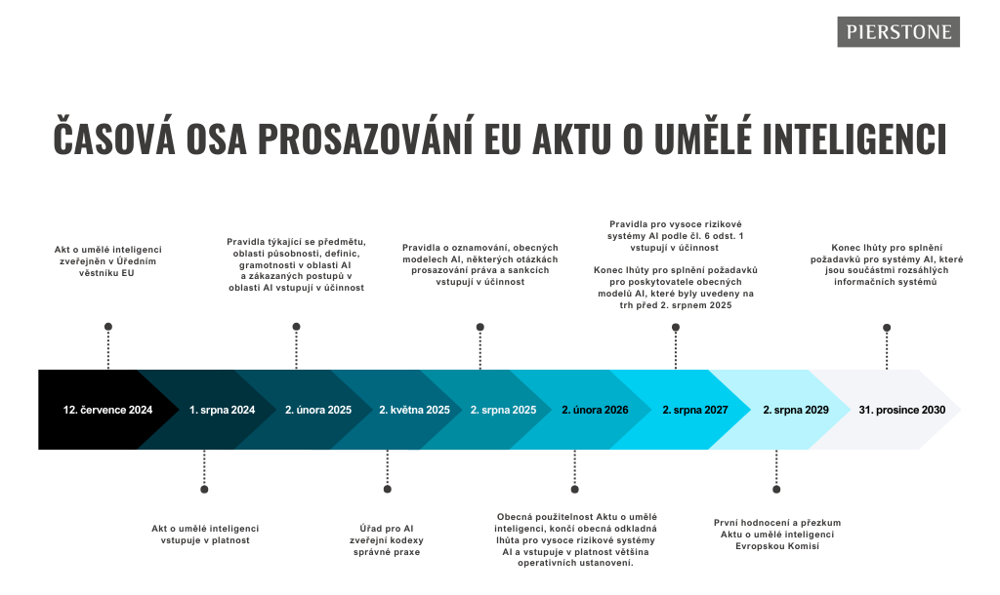 PIERSTONE
ČASOVÁ OSA PROSAZOVÁNÍ EU AKTU O UMĚLÉ INTELIGENCI
Akt o umělé inteligenci
zveřejněn v Úředním
věstníku EU
Pravidla týkající se předmětu,
oblasti působnosti, definic,
gramotnosti v oblasti AI
a zákazaných postupů v
oblasti AI vstupují v účinnost
Pravidla o oznamování, obecných
modelech AI, některých otázkách
prosazování práva a sankcích
vstupují v účinnost
Pravidla pro vysoce rizikové
systémy AI podle čl. 6 odst. 1
vstupují v účinnost
Konec lhůty pro splnění požadavků
pro poskytovatele obecných
modelů AI, které byly uvedeny na
trh před 2. srpnem 2025
Konec lhůty pro splnění
požadavků pro systémy AI, které
jsou součástmi rozsáhlých
informačních systémů
12. července 2024
1. srpna 2024
2. února 2025
2. května 2025
2. srpna 2025
2. února 2026
2. srpna 2027
2. srpna 2029
31. prosince 2030
Akt o umělé inteligenci
vstupuje v platnost
Úřad pro AI
zveřejní kodexy
správné praxe
Obecná použitelnost Aktu o umělé
inteligenci, končí obecná odkladná
lhůta pro vysoce rizikové systémy
AI a vstupuje v platnost většina
operativních ustanovení.
První hodnocení a přezkum
Aktu o umělé inteligenci
Evropskou Komisí